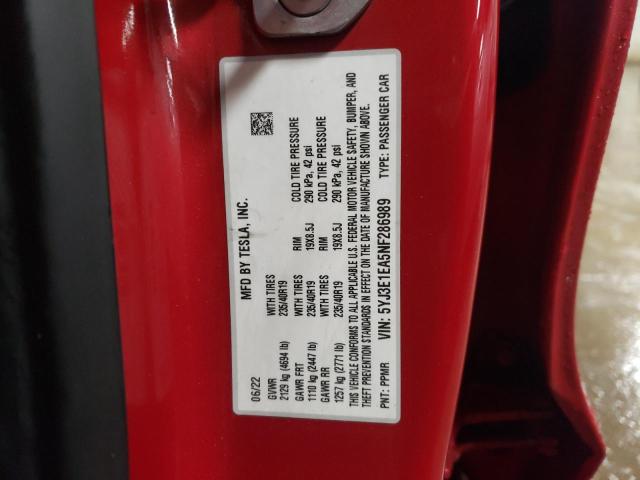 MFD BY TESLA, INC.
06/22
GVWR WITH TIRES RIM COLD TIRE PRESSURE
2129 kg (4694 lb) 235/40R19 19X8.5J 290 kPa, 42 psi
GAWR FRT WITH TIRES RIM COLD TIRE PRESSURE
1110 kg (2447 lb) 235/40R19 19X8.5J 290 kPa, 42 psi
GAWR RR
1257 kg (2771 lb) 235/40R19 19X8.5J
THIS VEHICLE CONFORMS TO ALL APPLICABLE U.S. FEDERAL MOTOR VEHICLE SAFETY, BUMPER, AND
THEFT PREVENTION STANDARDS IN EFFECT ON THE DATE OF MANUFACTURE SHOWN ABOVE.
VIN: 5YJ3E1EA5NF286989
PNT: PPMR TYPE: PASSENGER CAR